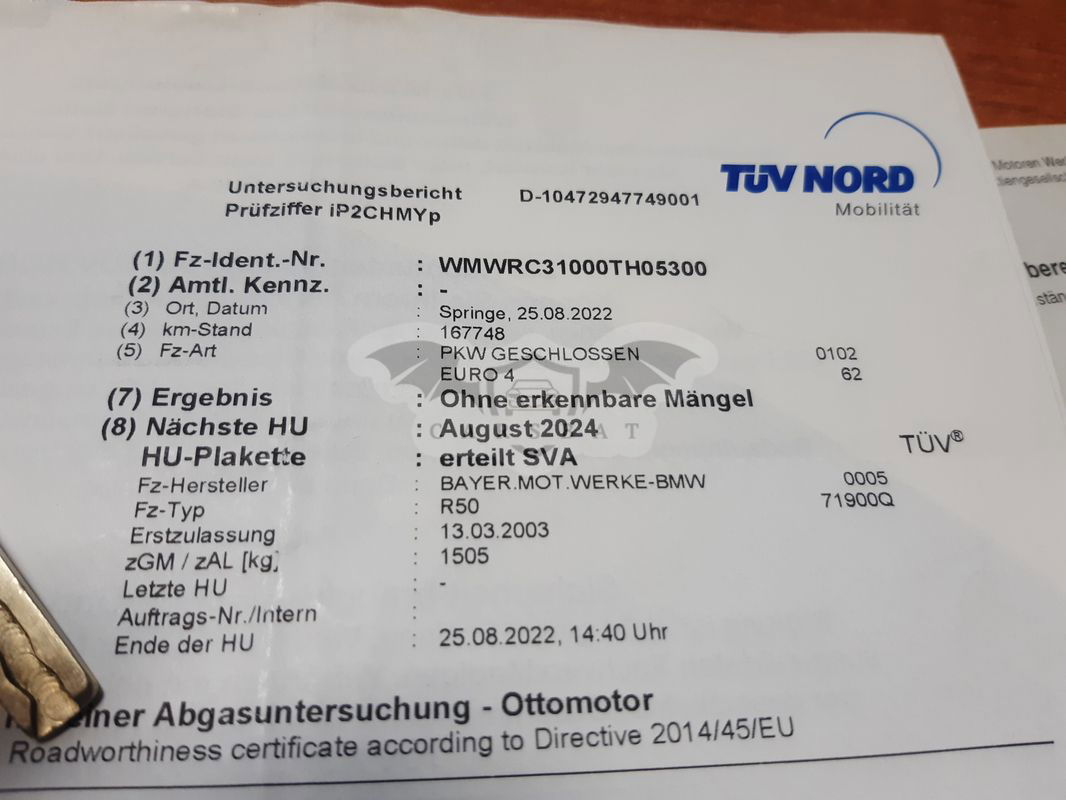 TÜV NORD
Mobilität
Motoren
Untersuchungsbericht D-10472947749001
Prüfziffer iP2CHMYp
(1) Fz-Ident.-Nr. : WMWRC31000TH05300
(2) Amtl. Kennz. : -
(3) Ort, Datum : Springe, 25.08.2022
(4) km-Stand : 167748
(5) Fz-Art : PKW GESCHLOSSEN 0102
EURO 4 62
(7) Ergebnis : Ohne erkennbare Mängel
(8) Nächste HU : August 2024
HU-Plakette : erteilt SVA
TÜV®
Fz-Hersteller : BAYER.MOT.WERKE-BMW 0005
Fz-Typ : R50 71900Q
Erstzulassung : 13.03.2003
zGM / zAL [kg] : 1505
Letzte HU : -
Auftrags-Nr./Intern :
Ende der HU : 25.08.2022, 14:40 Uhr
einer Abgasuntersuchung - Ottomotor
Roadworthiness certificate according to Directive 2014/45/EU